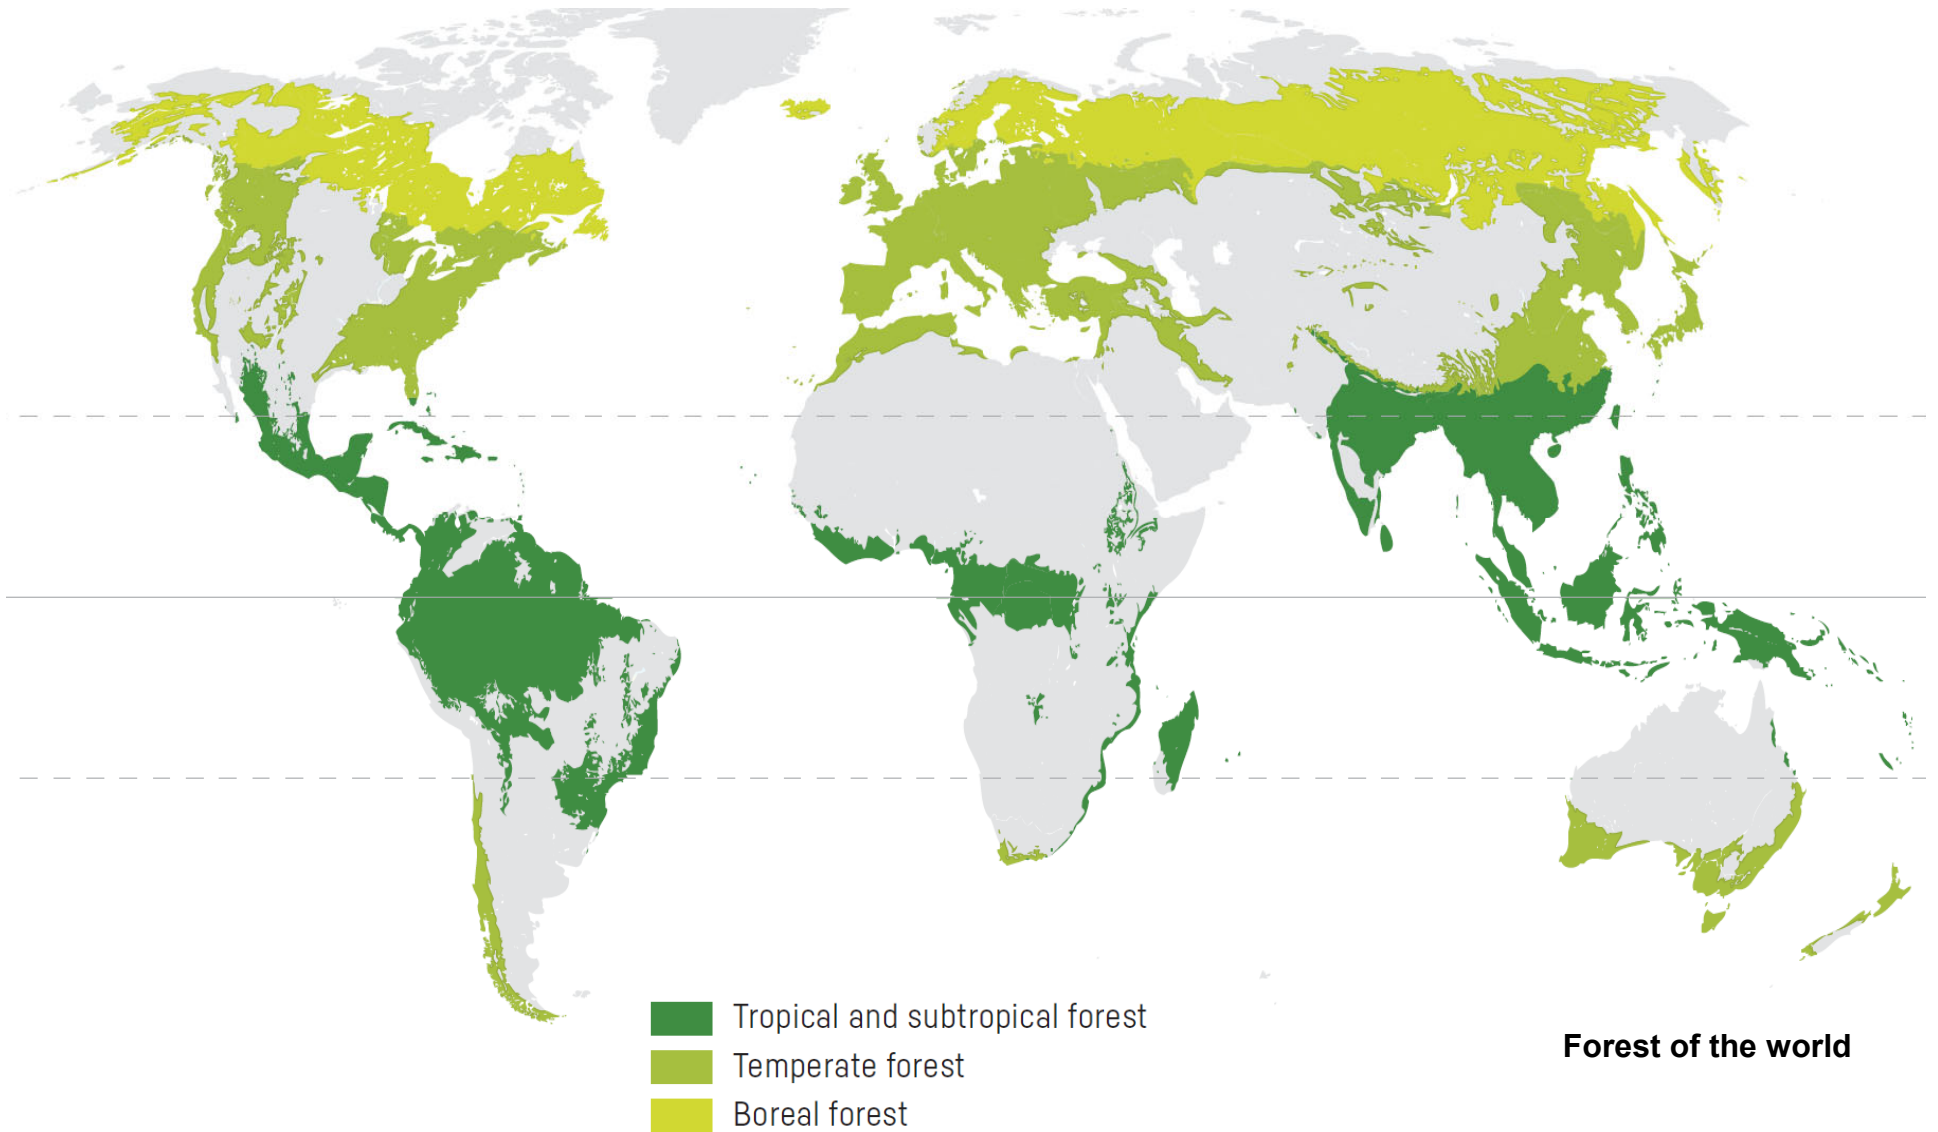 Tropical and subtropical forest
Temperate forest
Boreal forest
Forest of the world